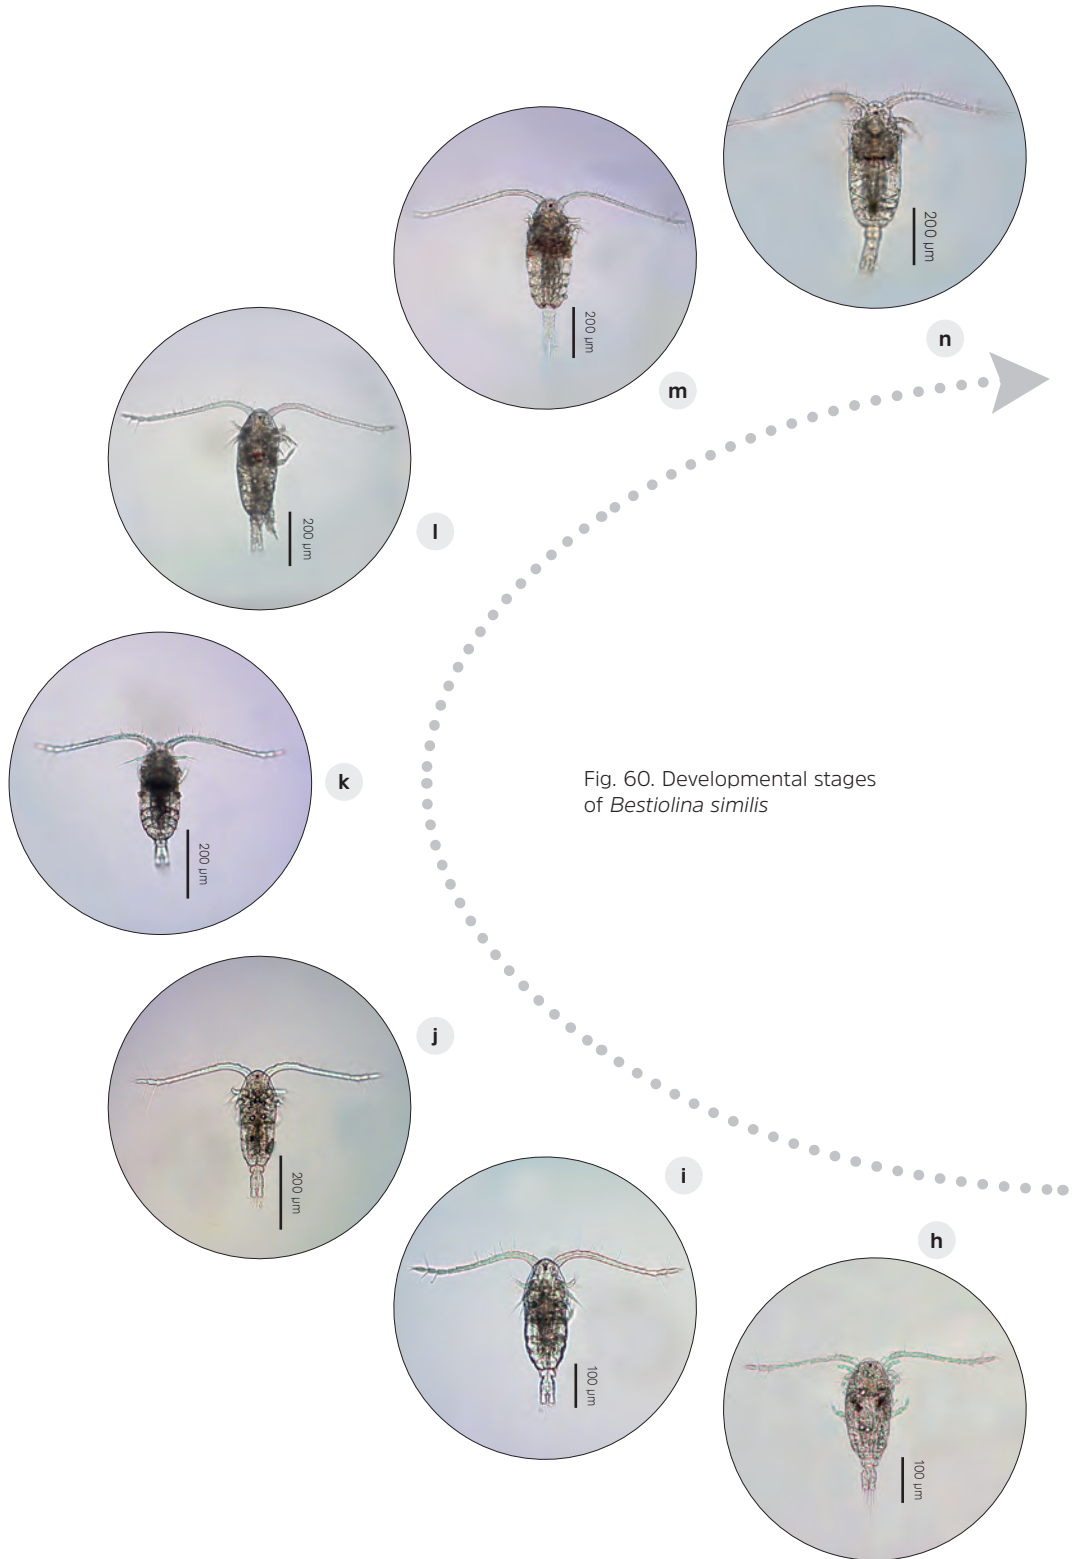 200 µm
n
200 µm
m
200 µm
l
200 µm
k
Fig. 60. Developmental stages
of Bestiolina similis
j
200 µm
i
100 µm
h
100 µm